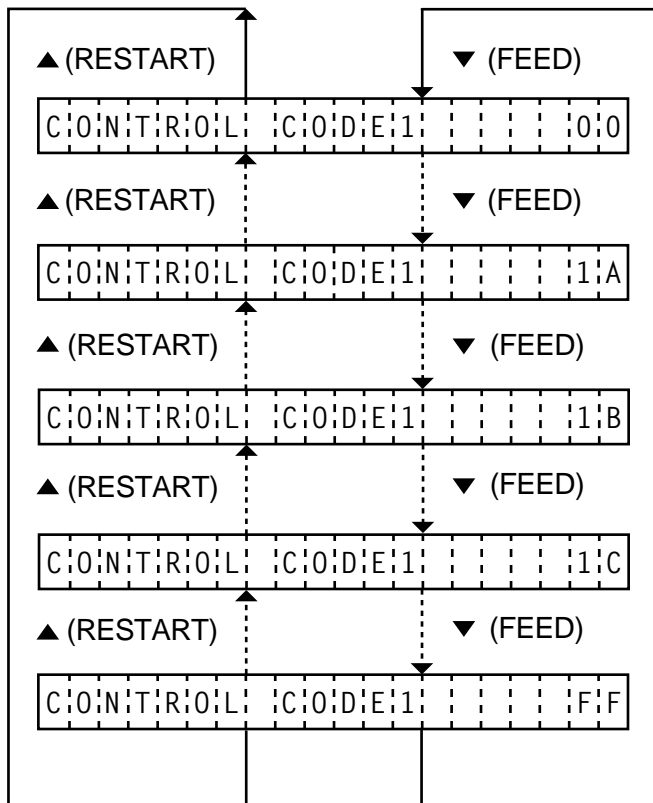 ▲ (RESTART) ▼ (FEED)
CONTROL CODE1 00
▲ (RESTART) ▼ (FEED)
CONTROL CODE1 1A
▲ (RESTART) ▼ (FEED)
CONTROL CODE1 1B
▲ (RESTART) ▼ (FEED)
CONTROL CODE1 1C
▲ (RESTART) ▼ (FEED)
CONTROL CODE1 FF